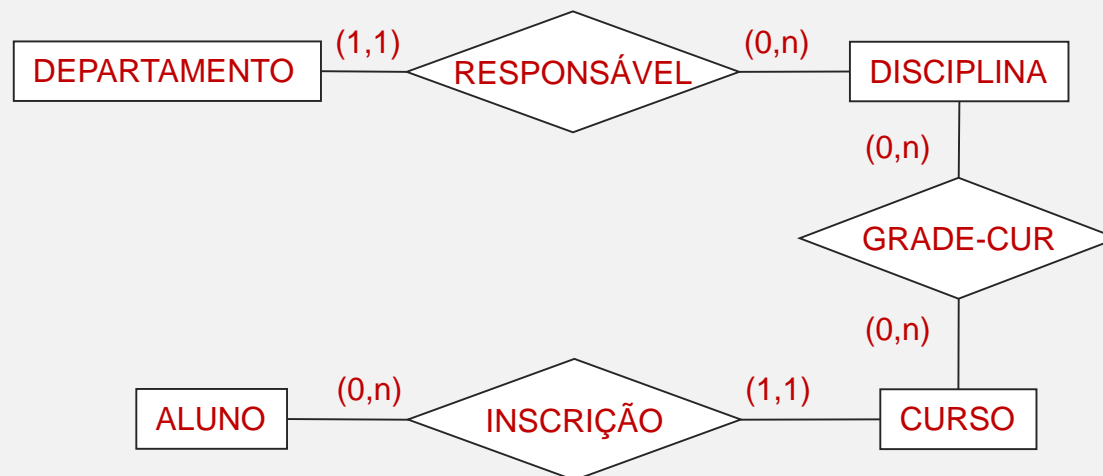 (1,1)
(0,n)
DEPARTAMENTO
RESPONSÁVEL
DISCIPLINA
(0,n)
GRADE-CUR
(0,n)
(0,n)
(1,1)
ALUNO
INSCRIÇÃO
CURSO